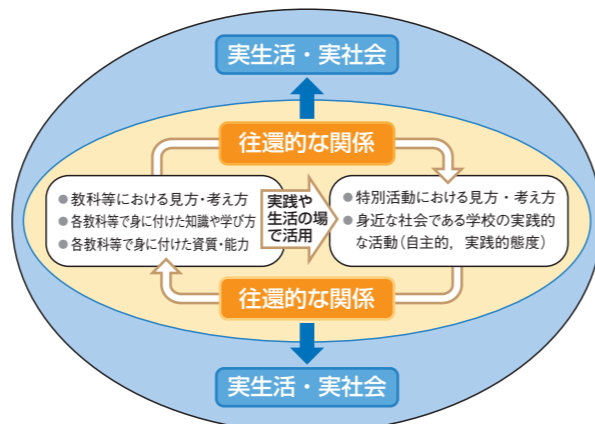 実生活・実社会
往還的な関係
●教科等における見方・考え方
●各教科等で身に付けた知識や学び方
●各教科等で身に付けた資質・能力
実践や
生活の場
で活用
●特別活動における見方・考え方
●身近な社会である学校の実践的
な活動(自主的,実践的態度)
往還的な関係
実生活・実社会